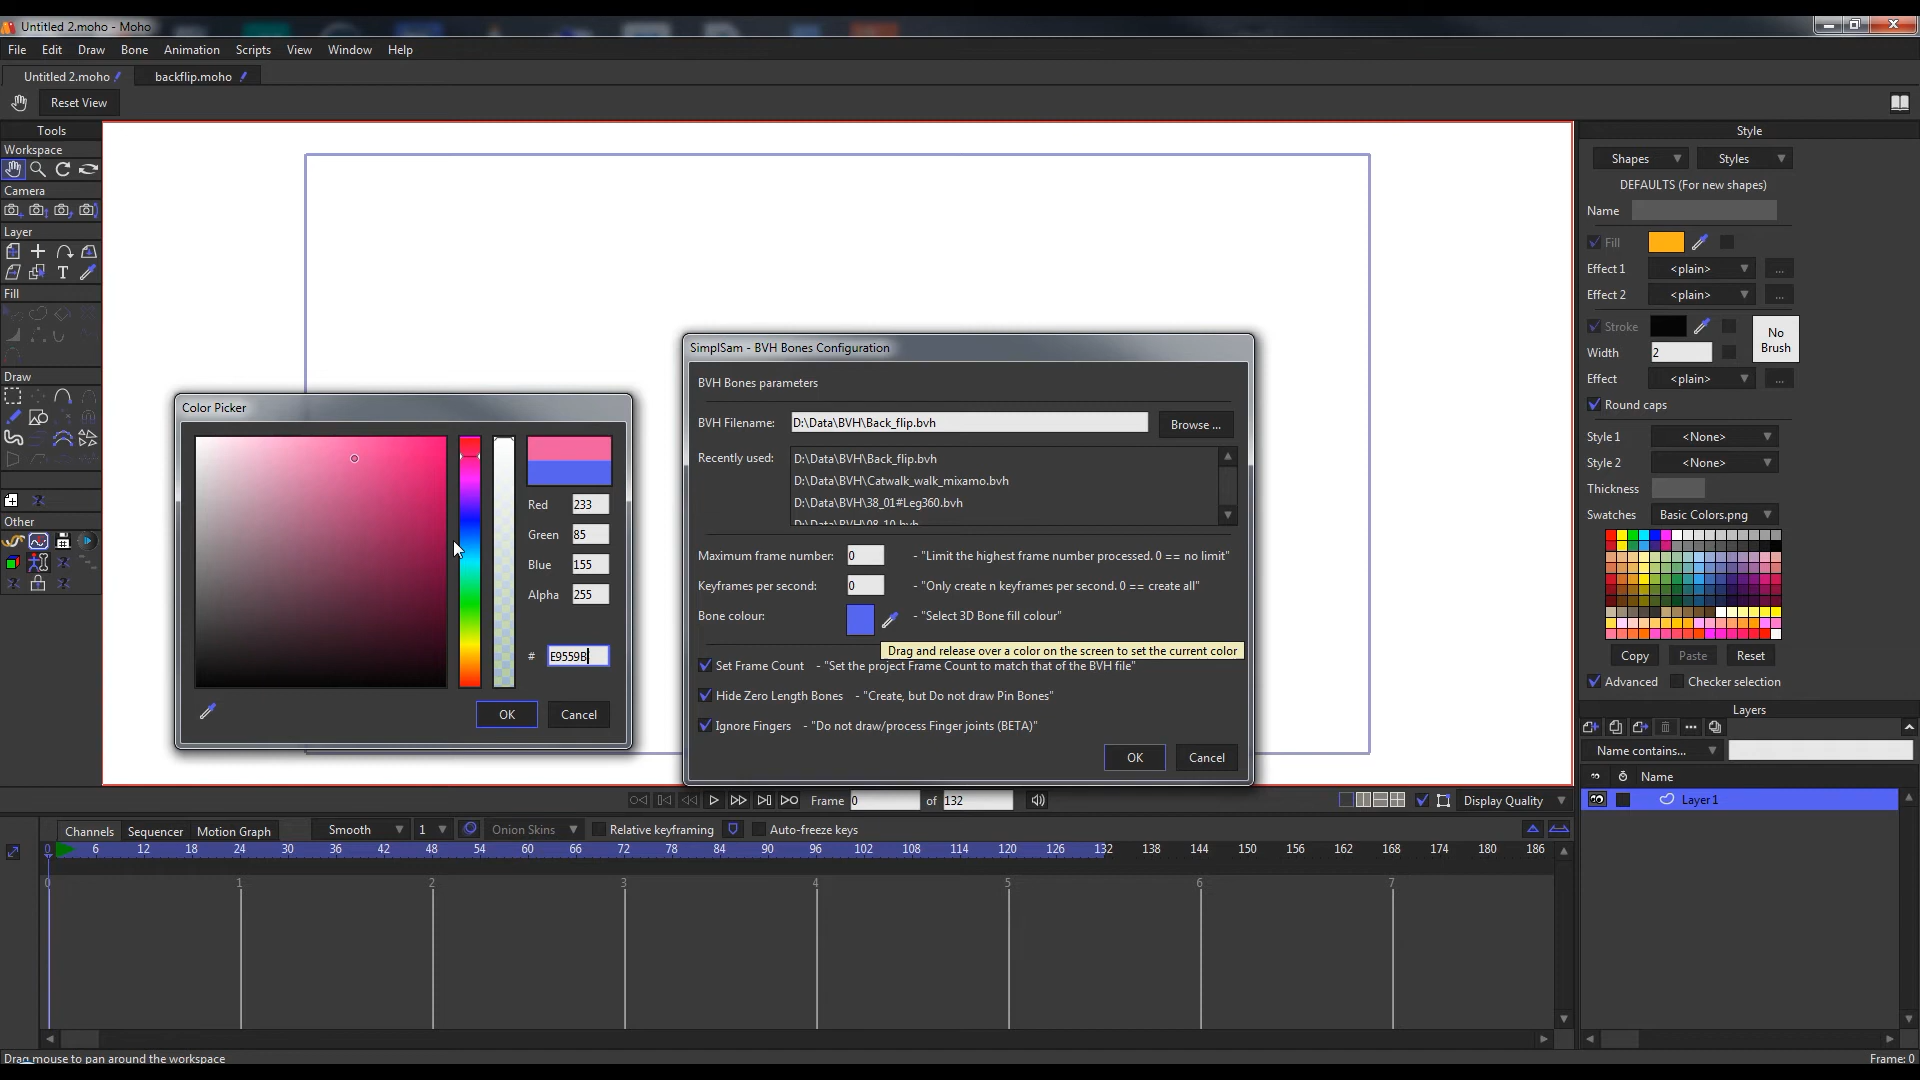 Untitled 2.moho - Moho
File Edit Draw Bone Animation Scripts View Window Help
Untitled 2.moho backflip.moho
Reset View
Tools
Workspace
Camera
Layer
Fill
Draw
Other
Style
Shapes Styles
DEFAULTS (For new shapes)
Name
Fill
Effect 1 <plain> ...
Effect 2 <plain> ...
Stroke
No Brush
Width 2
Effect <plain> ...
Round caps
Style 1 <None>
Style 2 <None>
Thickness
Swatches Basic Colors.png
Copy Paste Reset
Advanced Checker selection
Layers
Name contains...
Name
Layer 1
Color Picker
Red 233
Green 85
Blue 155
Alpha 255
# E9559B
OK Cancel
SimplSam - BVH Bones Configuration
BVH Bones parameters
BVH Filename: D:\Data\BVH\Back_flip.bvh Browse ...
Recently used: D:\Data\BVH\Back_flip.bvh
D:\Data\BVH\Catwalk_walk_mixamo.bvh
D:\Data\BVH\38_01#Leg360.bvh
D:\Data\BVH\08_10.bvh
Maximum frame number: 0 - "Limit the highest frame number processed. 0 == no limit"
Keyframes per second: 0 - "Only create n keyframes per second. 0 == create all"
Bone colour: - "Select 3D Bone fill colour"
Drag and release over a color on the screen to set the current color
Set Frame Count - "Set the project Frame Count to match that of the BVH file"
Hide Zero Length Bones - "Create, but Do not draw Pin Bones"
Ignore Fingers - "Do not draw/process Finger joints (BETA)"
OK Cancel
Frame 0 of 132 Display Quality
Channels Sequencer Motion Graph Smooth 1 Onion Skins Relative keyframing Auto-freeze keys
0 6 12 18 24 30 36 42 48 54 60 66 72 78 84 90 96 102 108 114 120 126 132 138 144 150 156 162 168 174 180 186
0 1 2 3 4 5 6 7
Drag mouse to pan around the workspace
Frame: 0